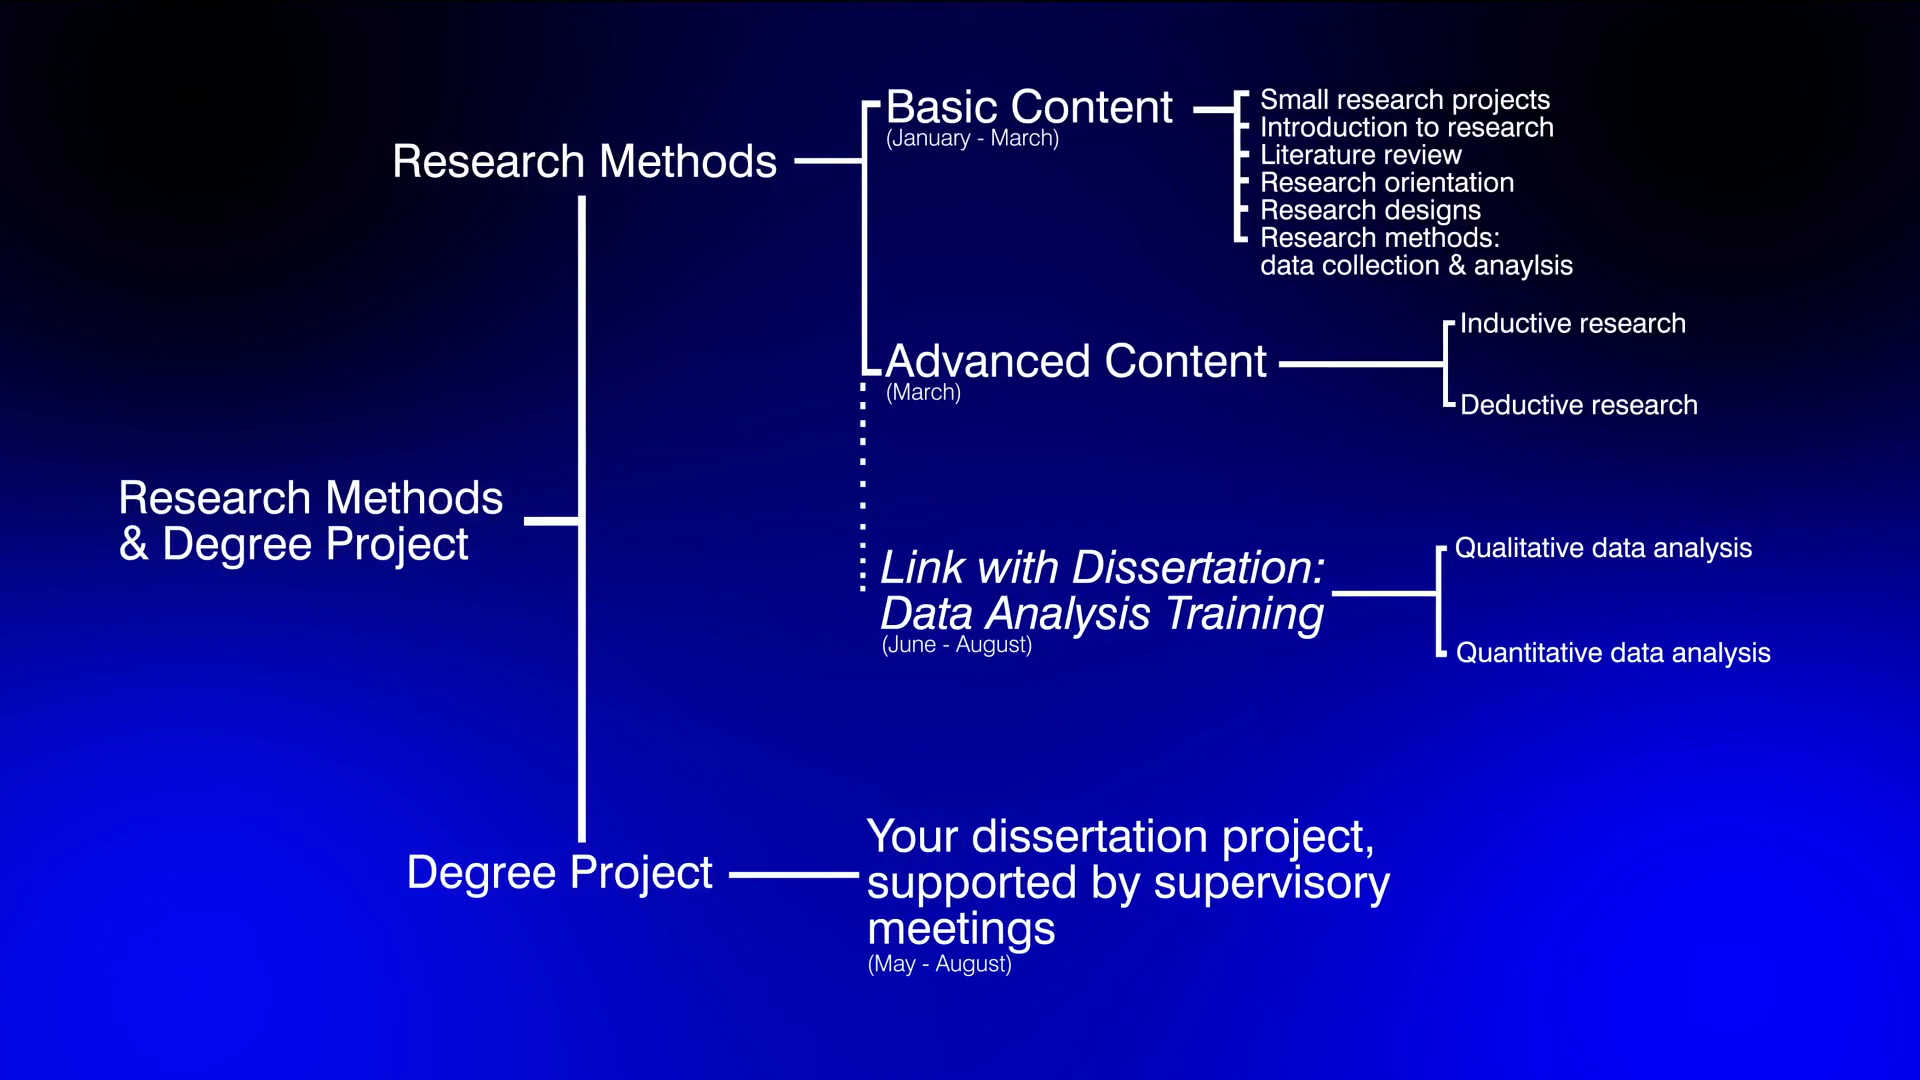 Research Methods
& Degree Project
Research Methods
Basic Content
(January - March)
Small research projects
Introduction to research
Literature review
Research orientation
Research designs
Research methods:
data collection & anaylsis
Advanced Content
(March)
Inductive research
Deductive research
Link with Dissertation:
Data Analysis Training
(June - August)
Qualitative data analysis
Quantitative data analysis
Degree Project
Your dissertation project,
supported by supervisory
meetings
(May - August)